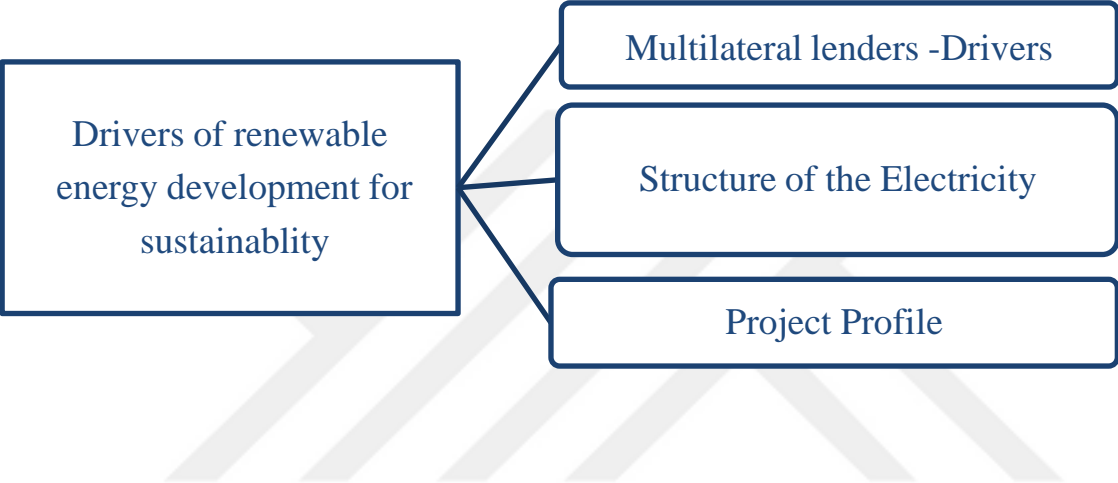 Drivers of renewable
energy development for
sustainablity
Multilateral lenders -Drivers
Structure of the Electricity
Project Profile